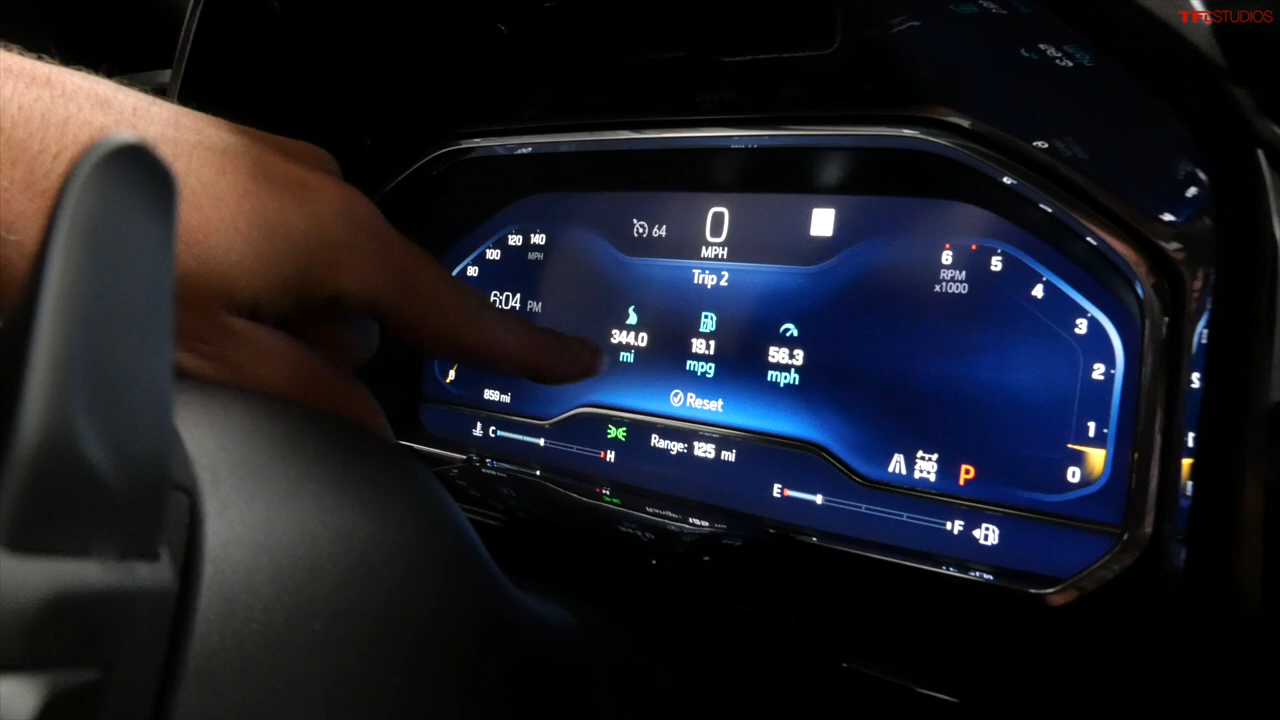 TFLSTUDIOS
64
0
MPH
Trip 2
140
120
100
80
MPH
6:04 PM
344.0
mi
19.1
mpg
56.3
mph
Reset
859 mi
6
5
4
3
2
1
0
RPM
x1000
C
H
Range: 125 mi
2WD
P
E
F